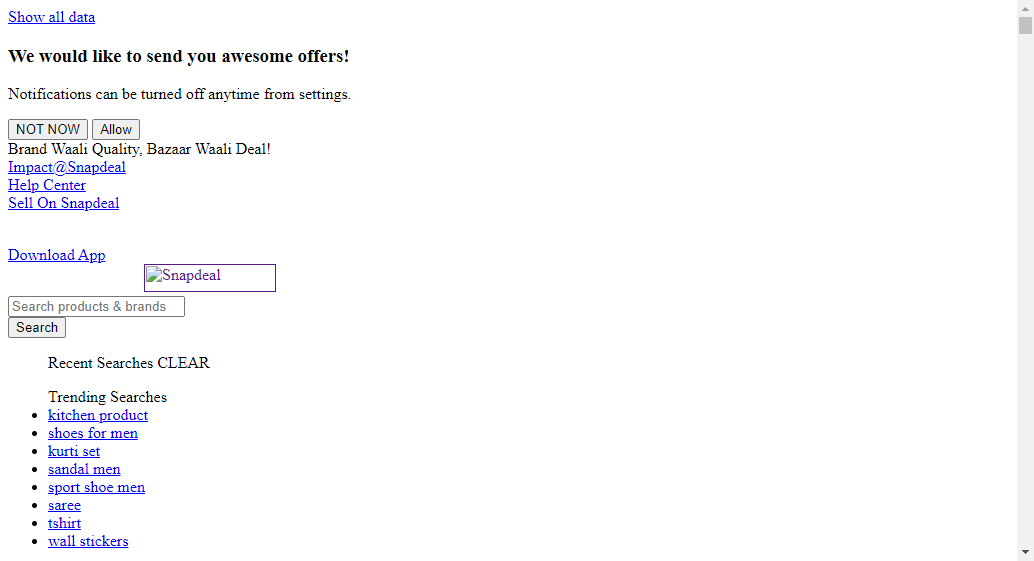 Show all data
We would like to send you awesome offers!
Notifications can be turned off anytime from settings.
NOT NOW Allow
Brand Waali Quality, Bazaar Waali Deal!
Impact@Snapdeal
Help Center
Sell On Snapdeal
Download App
Snapdeal
Search products & brands
Search
Recent Searches CLEAR
Trending Searches
kitchen product
shoes for men
kurti set
sandal men
sport shoe men
saree
tshirt
wall stickers